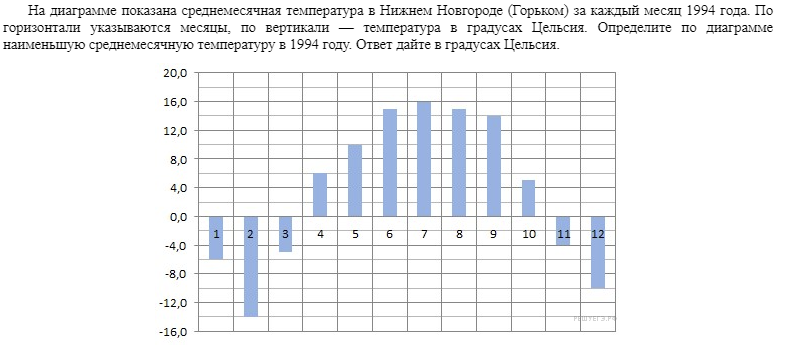 На диаграмме показана среднемесячная температура в Нижнем Новгороде (Горьком) за каждый месяц 1994 года. По
горизонтали указываются месяцы, по вертикали — температура в градусах Цельсия. Определите по диаграмме
наименьшую среднемесячную температуру в 1994 году. Ответ дайте в градусах Цельсия.
20,0
16,0
12,0
8,0
4,0
0,0
1 2 3 4 5 6 7 8 9 10 11 12
-4,0
-8,0
-12,0
РЕШУЕГЭ.РФ
-16,0